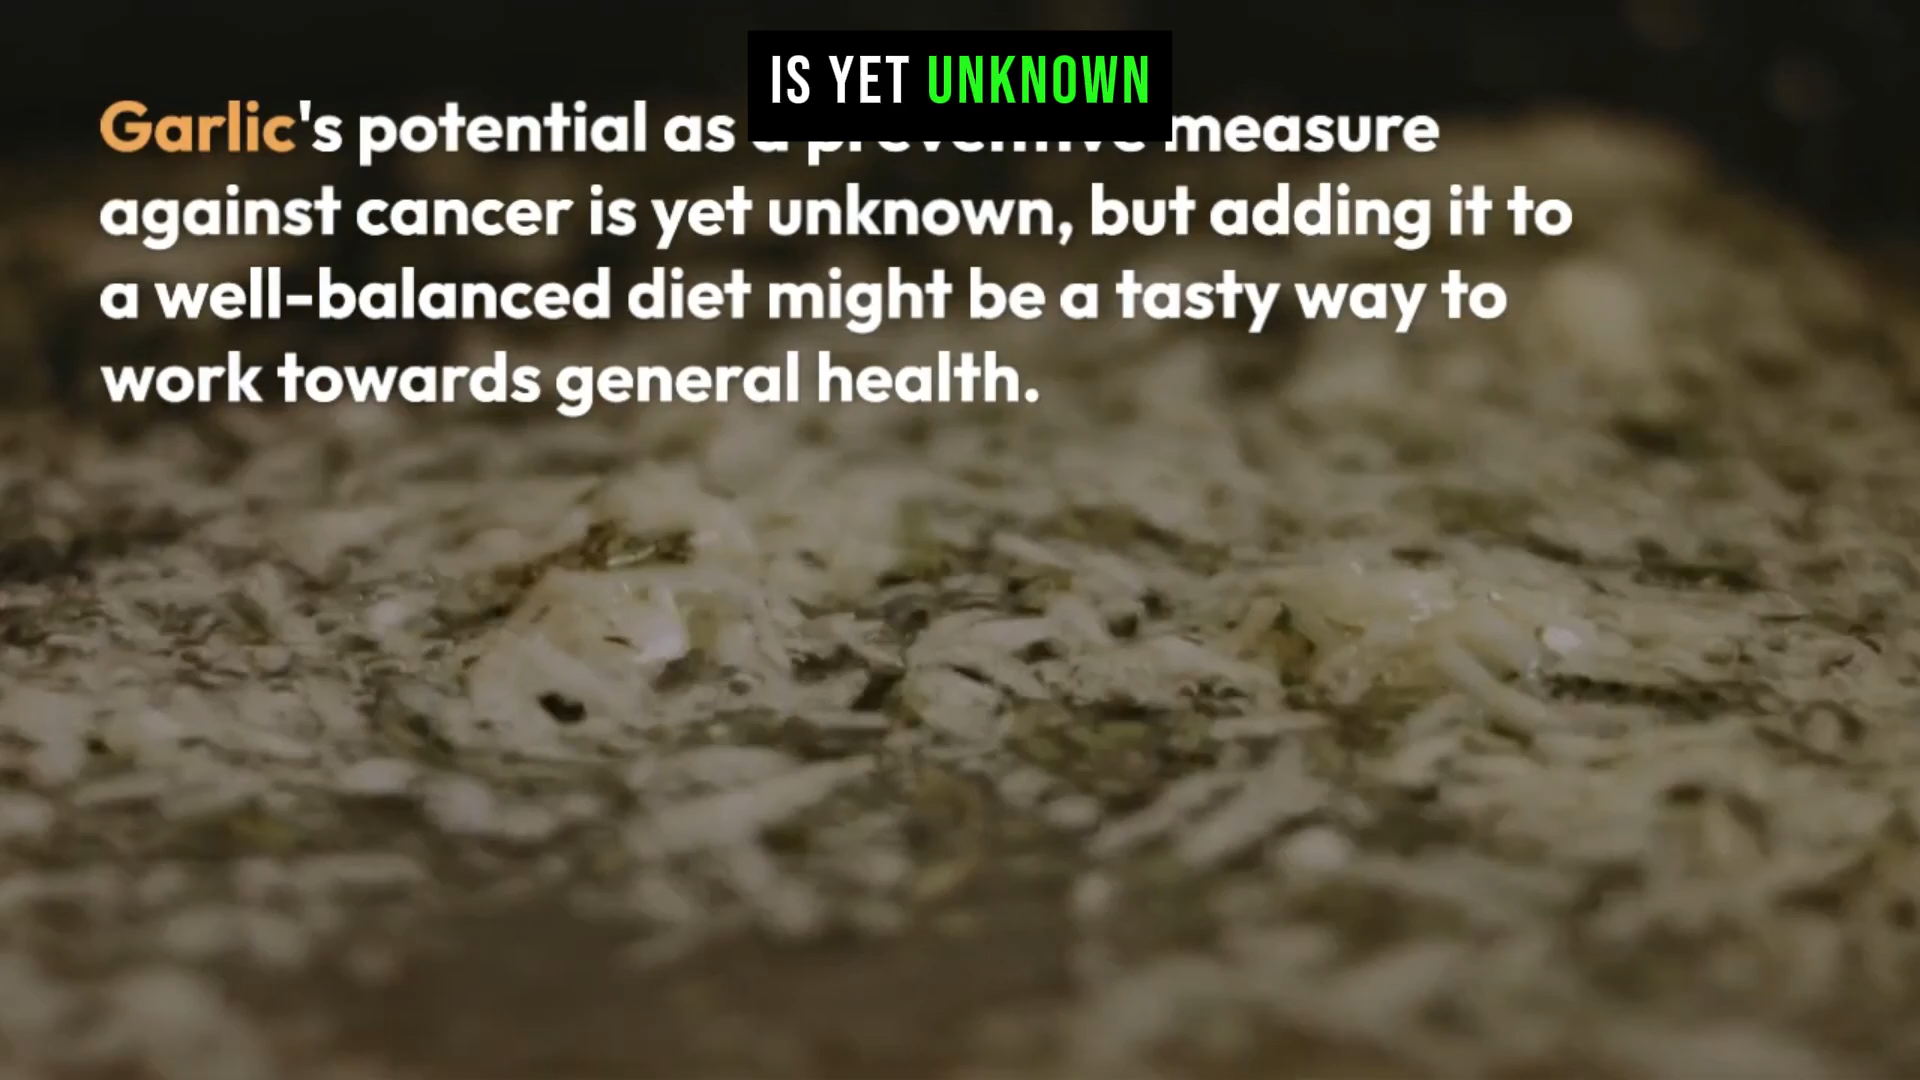 IS YET UNKNOWN
Garlic's potential as a preventive measure
against cancer is yet unknown, but adding it to
a well-balanced diet might be a tasty way to
work towards general health.